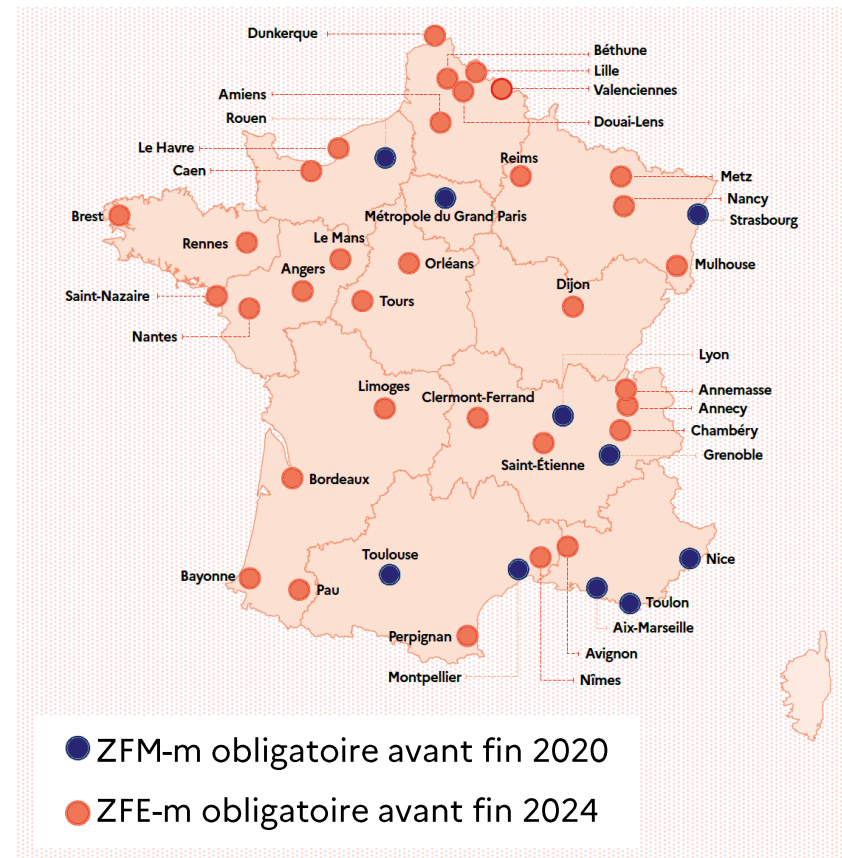 Dunkerque
Béthune
Lille
Valenciennes
Amiens
Rouen
Douai-Lens
Le Havre
Caen
Reims
Metz
Nancy
Strasbourg
Métropole du Grand Paris
Brest
Rennes
Le Mans
Orléans
Mulhouse
Angers
Saint-Nazaire
Tours
Dijon
Nantes
Lyon
Limoges
Clermont-Ferrand
Annemasse
Annecy
Chambéry
Grenoble
Saint-Étienne
Bordeaux
Toulouse
Nice
Bayonne
Pau
Toulon
Aix-Marseille
Perpignan
Avignon
Montpellier
Nîmes
ZFM-m obligatoire avant fin 2020
ZFE-m obligatoire avant fin 2024